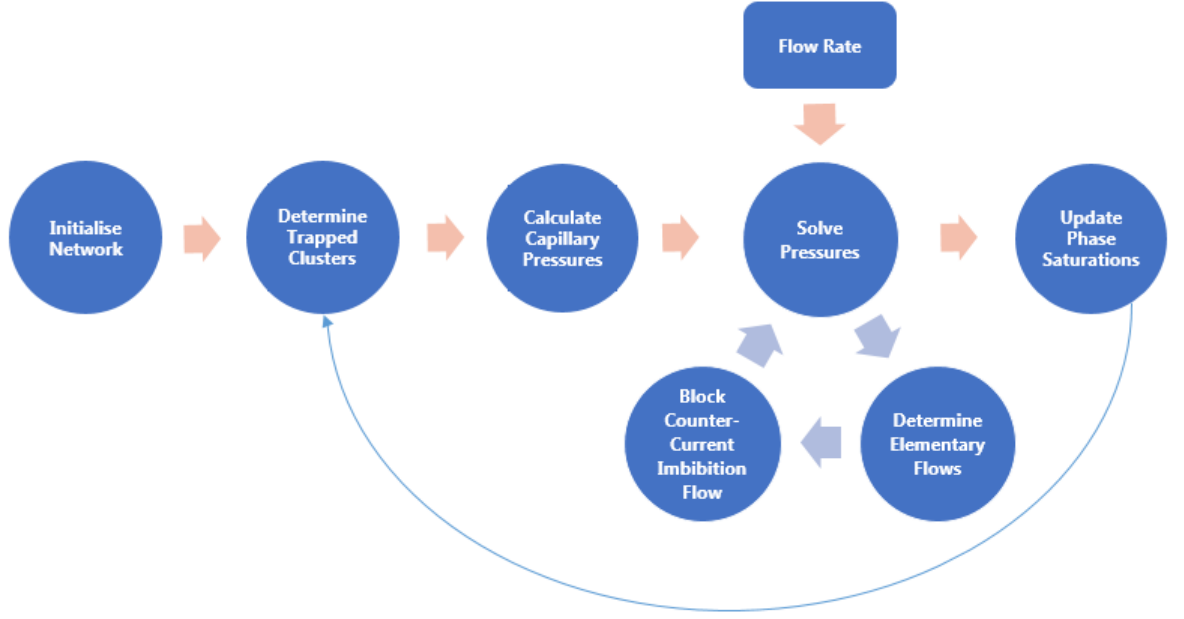 Flow Rate
Initialise
Network
Determine
Trapped
Clusters
Calculate
Capillary
Pressures
Solve
Pressures
Update
Phase
Saturations
Block
Counter-
Current
Imbibition
Flow
Determine
Elementary
Flows